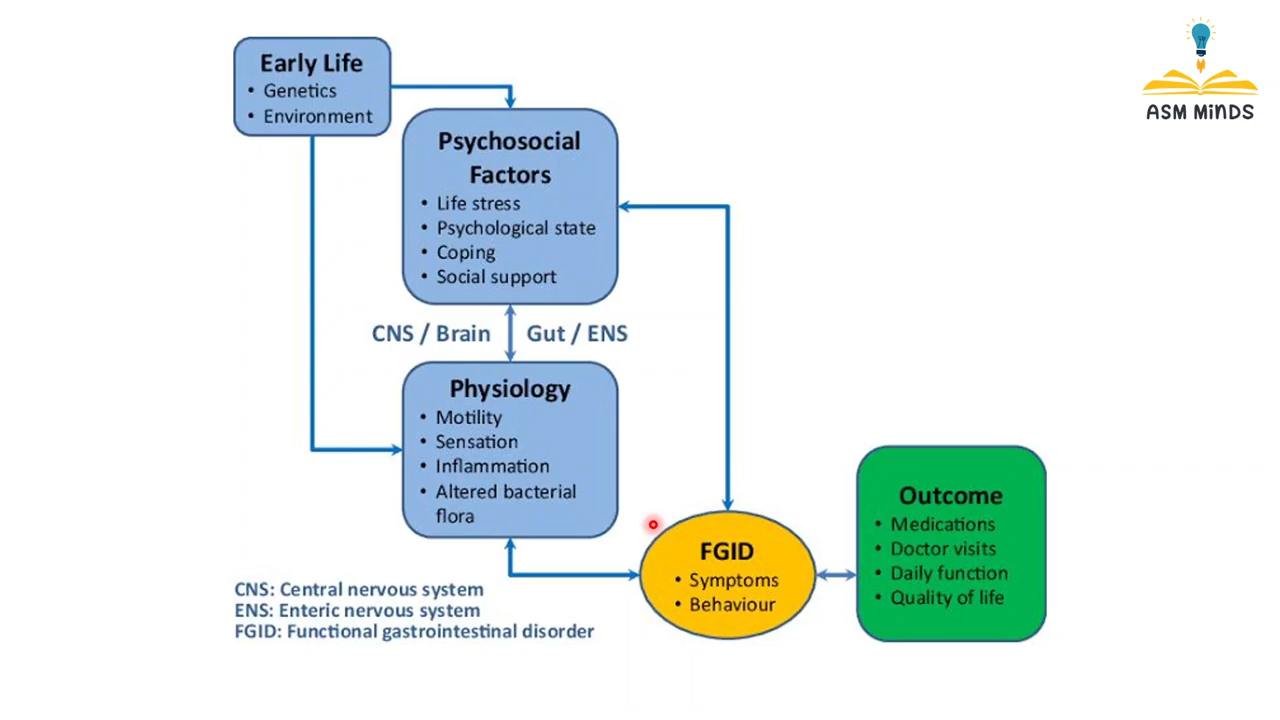 Early Life
• Genetics
• Environment
Psychosocial
Factors
• Life stress
• Psychological state
• Coping
• Social support
CNS / Brain
Gut / ENS
Physiology
• Motility
• Sensation
• Inflammation
• Altered bacterial
flora
FGID
• Symptoms
• Behaviour
Outcome
• Medications
• Doctor visits
• Daily function
• Quality of life
CNS: Central nervous system
ENS: Enteric nervous system
FGID: Functional gastrointestinal disorder
ASM MiNDS